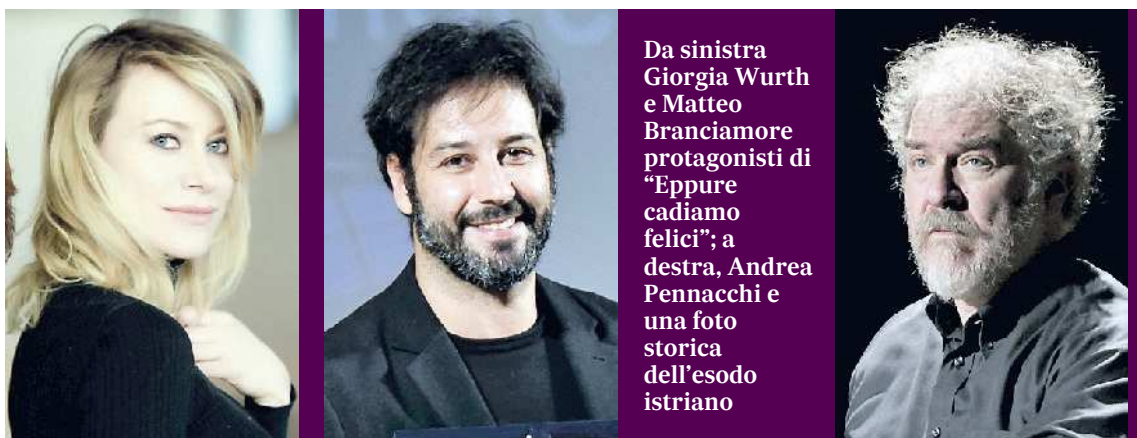 Da sinistra
Giorgia Wurth
e Matteo
Branciamore
protagonisti di
“Eppure
cadiamo
felici”; a
destra, Andrea
Pennacchi e
una foto
storica
dell’esodo
istriano